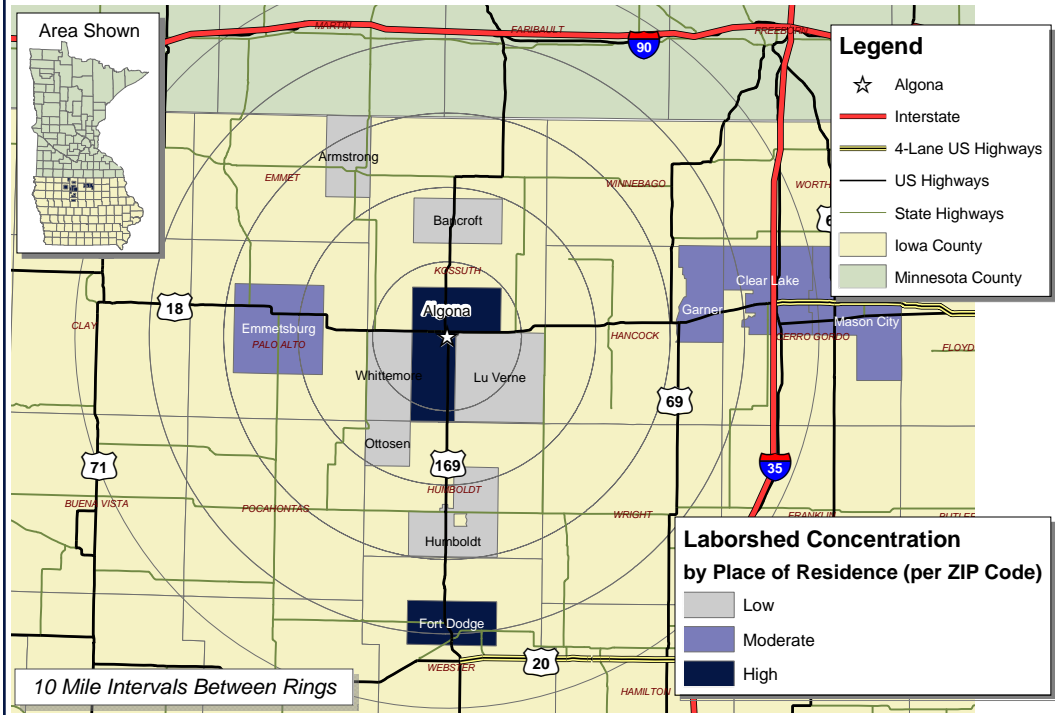 Area Shown
MARTIN
FARIBAULT
FREEBORN
90
Legend
Algona
Interstate
4-Lane US Highways
US Highways
State Highways
Iowa County
Minnesota County
Armstrong
EMMET
WINNEBAGO
WORTH
6
Bancroft
KOSSUTH
Clear Lake
18
Algona
Garner
Mason City
CLAY
Emmetsburg
PALO ALTO
HANCOCK
CERRO GORDO
FLOYD
Whittemore
Lu Verne
69
Ottosen
71
169
35
HUMBOLDT
BUENA VISTA
POCAHONTAS
WRIGHT
FRANKLIN
BUTLER
Humboldt
Laborshed Concentration
by Place of Residence (per ZIP Code)
Low
Moderate
High
Fort Dodge
WEBSTER
20
HAMILTON
10 Mile Intervals Between Rings